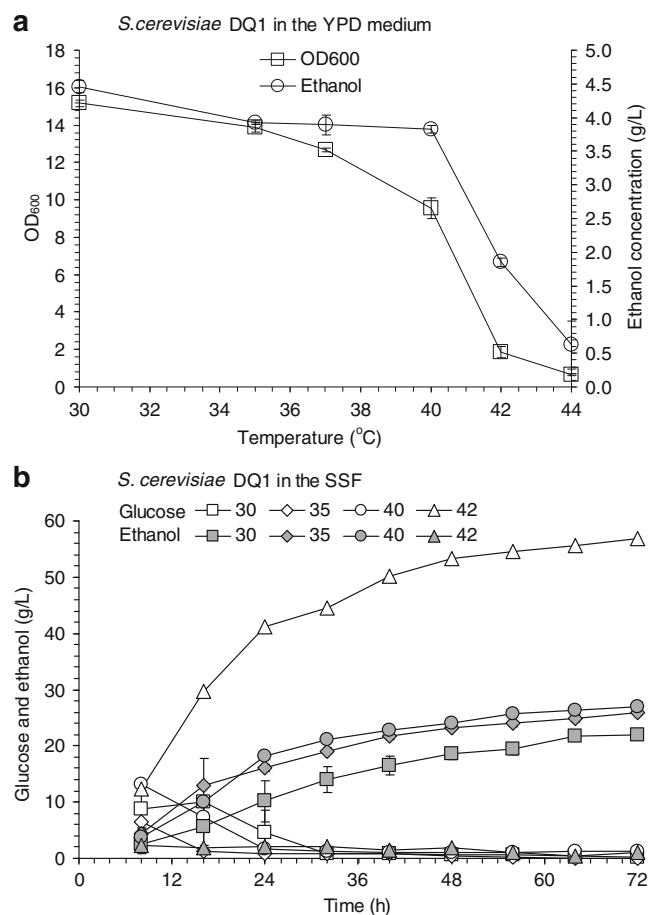 a
S.cerevisiae DQ1 in the YPD medium
18 16 14 12 10 8 6 4 2 0
OD600
Ethanol
5.0 4.5 4.0 3.5 3.0 2.5 2.0 1.5 1.0 0.5 0.0
OD600
Ethanol concentration (g/L)
30 32 34 36 38 40 42 44
Temperature (°C)
b
S. cerevisiae DQ1 in the SSF
Glucose 30 35 40 42
Ethanol 30 35 40 42
60 50 40 30 20 10 0
Glucose and ethanol (g/L)
0 12 24 36 48 60 72
Time (h)